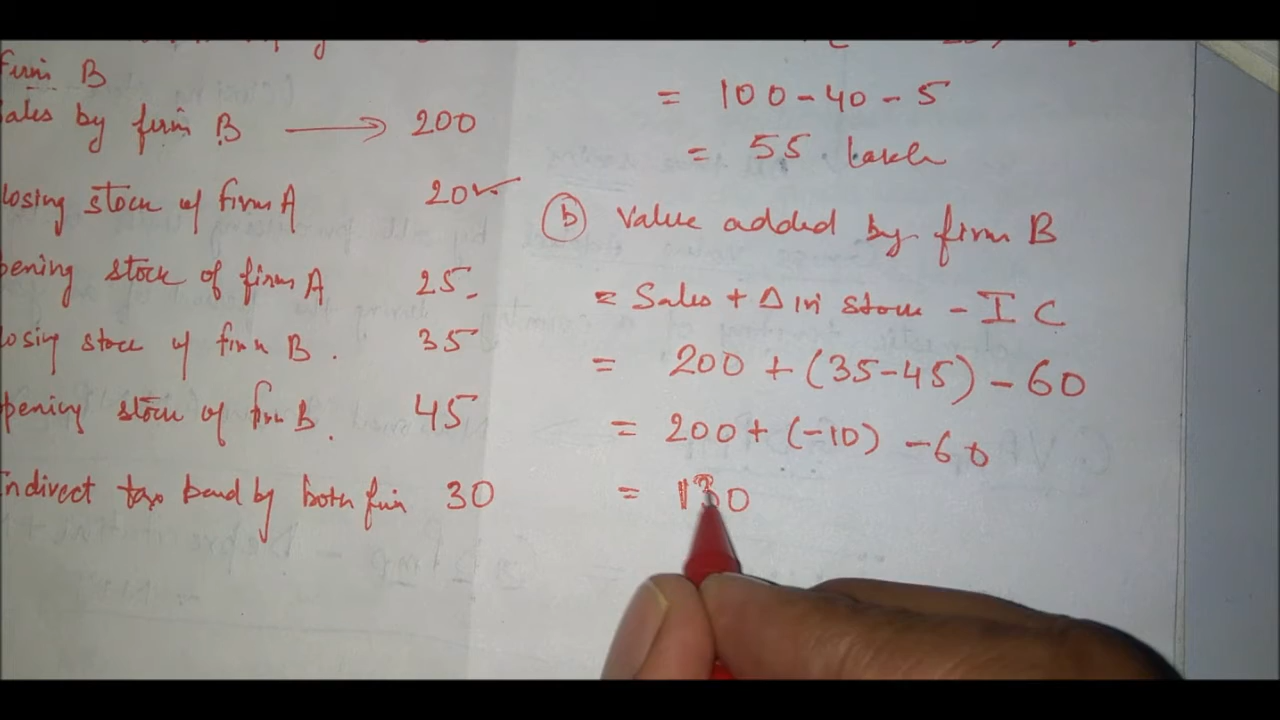 Firm B
ales by firm B → 200
losing stock of firm A 20✓
pening stock of firm A 25
losing stock of firm B. 35
pening stock of firm B. 45
Indirect tax by both firm 30
= 100-40-5
= 55 lakh
(b) Value added by firm B
= Sales + Δ in stock - I C
= 200 + (35-45) - 60
= 200 + (-10) -60
= 130